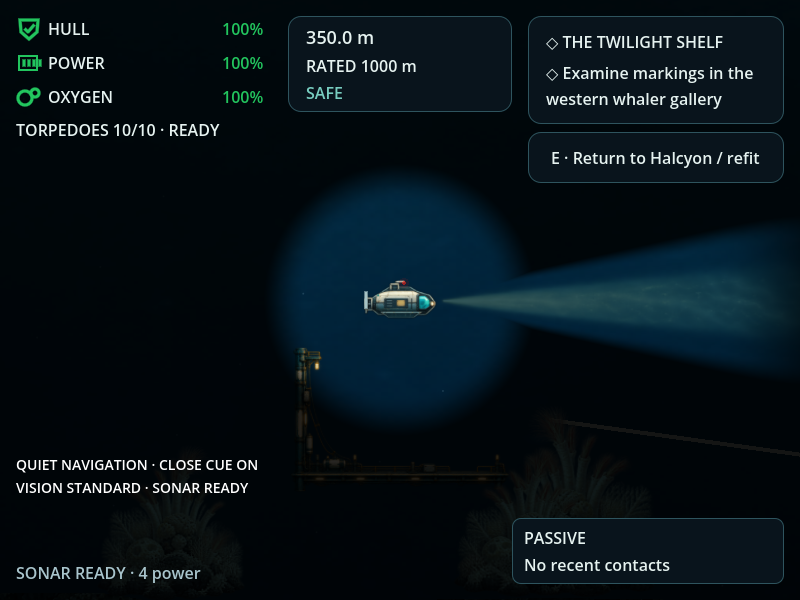 HULL 100%
POWER 100%
OXYGEN 100%
TORPEDOES 10/10 · READY
350.0 m
RATED 1000 m
SAFE
◇ THE TWILIGHT SHELF
◇ Examine markings in the
western whaler gallery
E · Return to Halcyon / refit
QUIET NAVIGATION · CLOSE CUE ON
VISION STANDARD · SONAR READY
SONAR READY · 4 power
PASSIVE
No recent contacts